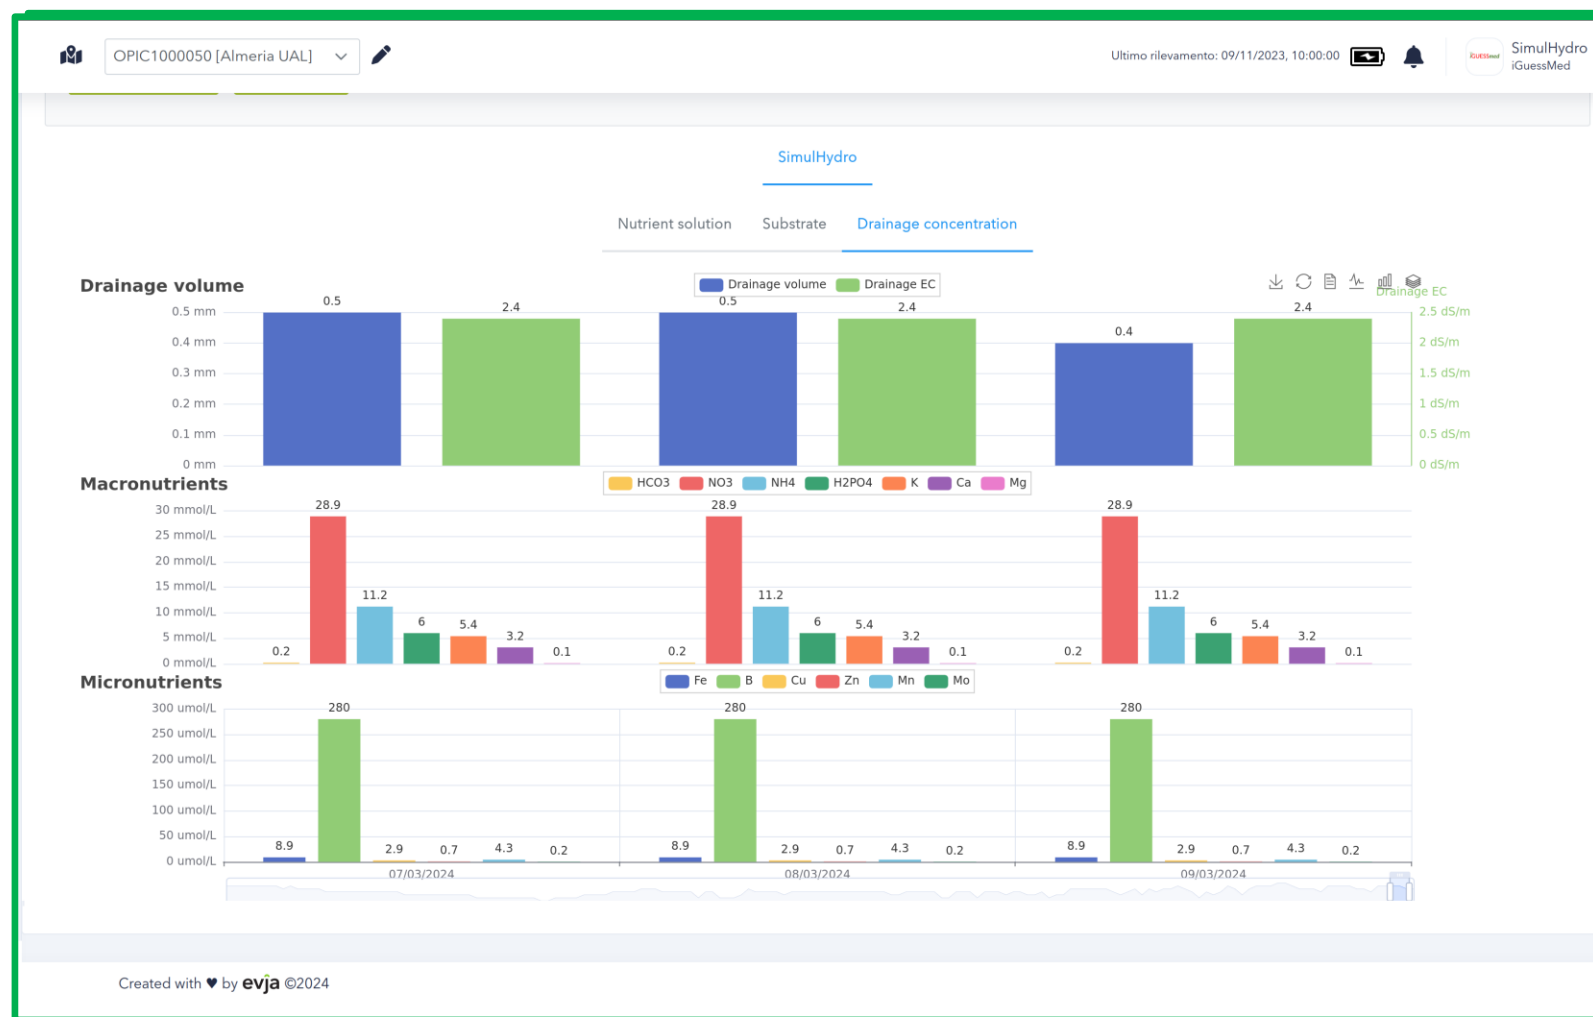 OPIC1000050 [Almeria UAL]
Ultimo rilevamento: 09/11/2023, 10:00:00
iGUESSmed
SimulHydro
iGuessMed
SimulHydro
Nutrient solution Substrate Drainage concentration
Drainage volume
Drainage volume Drainage EC
Drainage EC
0.5 2.4 0.5 2.4 0.4 2.4
0.5 mm 2.5 dS/m
0.4 mm 2 dS/m
0.3 mm 1.5 dS/m
0.2 mm 1 dS/m
0.1 mm 0.5 dS/m
0 mm 0 dS/m
Macronutrients
HCO3 NO3 NH4 H2PO4 K Ca Mg
30 mmol/L
25 mmol/L
20 mmol/L
15 mmol/L
10 mmol/L
5 mmol/L
0 mmol/L
0.2 28.9 11.2 6 5.4 3.2 0.1
0.2 28.9 11.2 6 5.4 3.2 0.1
0.2 28.9 11.2 6 5.4 3.2 0.1
Micronutrients
Fe B Cu Zn Mn Mo
300 umol/L
250 umol/L
200 umol/L
150 umol/L
100 umol/L
50 umol/L
0 umol/L
8.9 280 2.9 0.7 4.3 0.2
8.9 280 2.9 0.7 4.3 0.2
8.9 280 2.9 0.7 4.3 0.2
07/03/2024 08/03/2024 09/03/2024
Created with ♥ by evja ©2024